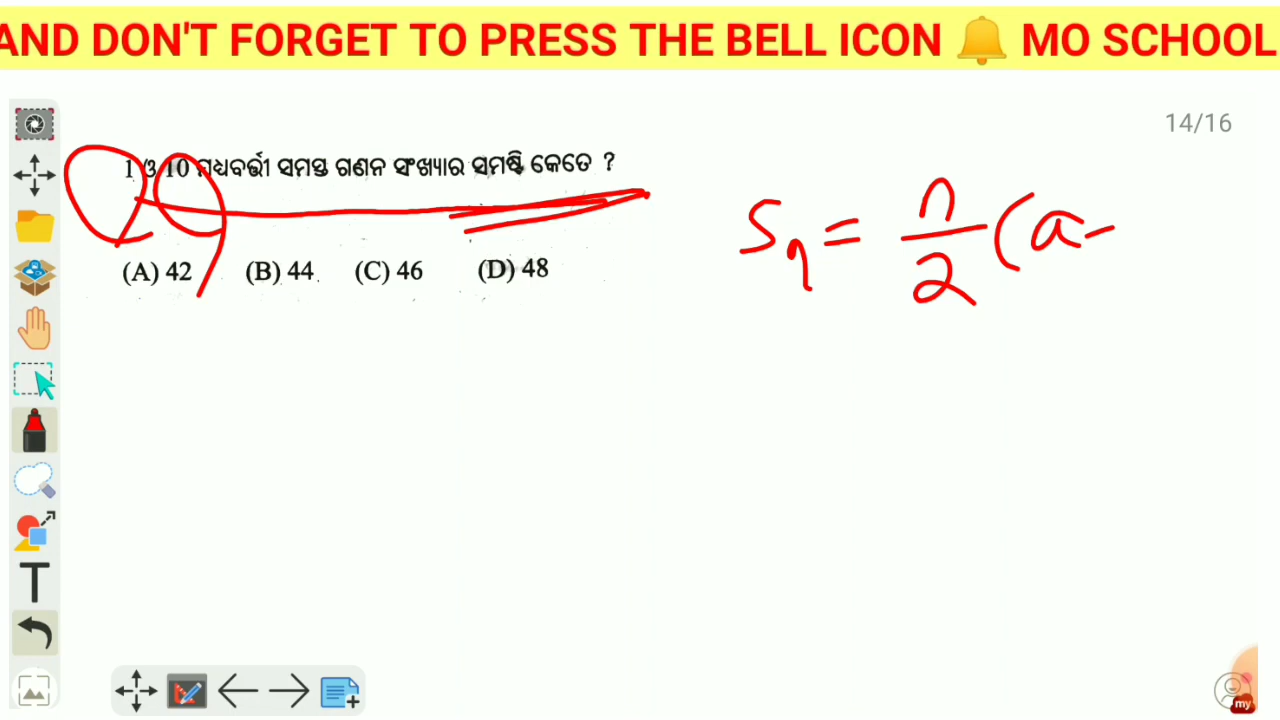 AND DON'T FORGET TO PRESS THE BELL ICON 🔔 MO SCHOOL
14/16
1 ଓ 10 ମଧ୍ୟବର୍ତ୍ତୀ ସମସ୍ତ ଗଣନ ସଂଖ୍ୟାର ସମଷ୍ଟି କେତେ ?
(A) 42 (B) 44 (C) 46 (D) 48
Sn = n/2 (a-
T
my